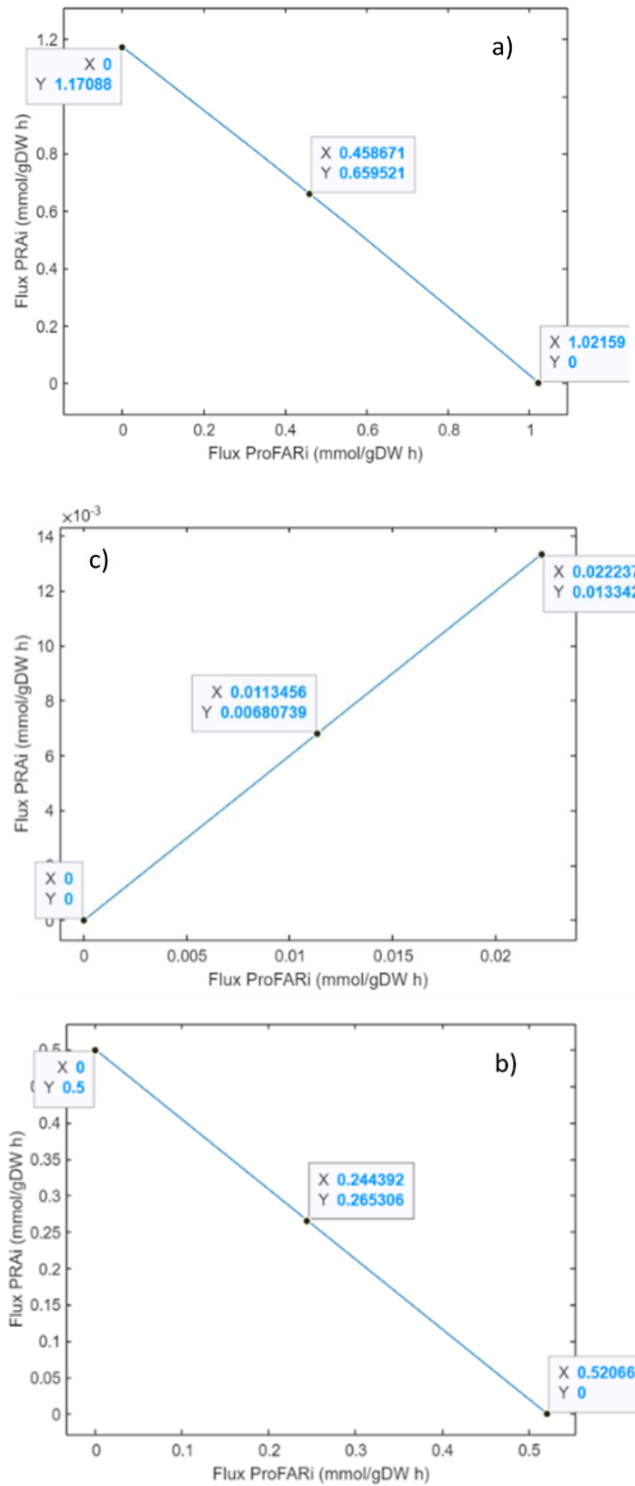 a)
1.2
X 0
Y 1.17088
X 0.458671
Y 0.659521
0.8
0.6
0.4
0.2
0
X 1.02159
Y 0
Flux PRAi (mmol/gDW h)
0 0.2 0.4 0.6 0.8 1
Flux ProFARi (mmol/gDW h)
×10-3
c)
14
12
10
8
6
4
0
X 0.022237
Y 0.013342
X 0.0113456
Y 0.00680739
X 0
Y 0
Flux PRAi (mmol/gDW h)
0 0.005 0.01 0.015 0.02
Flux ProFARi (mmol/gDW h)
b)
0.5
X 0
Y 0.5
0.4
0.35
0.3
0.25
0.2
0.15
0.1
0.05
0
X 0.244392
Y 0.265306
X 0.52066
Y 0
Flux PRAi (mmol/gDW h)
0 0.1 0.2 0.3 0.4 0.5
Flux ProFARi (mmol/gDW h)